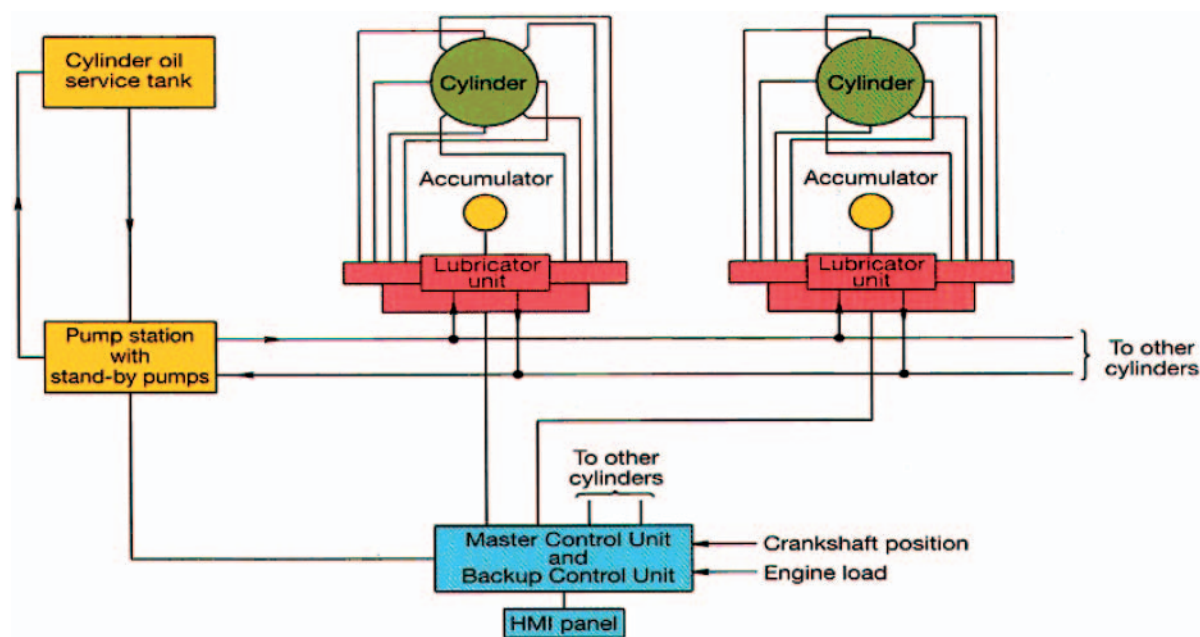 Cylinder oil
service tank
Cylinder
Cylinder
Accumulator
Accumulator
Lubricator
unit
Lubricator
unit
Pump station
with
stand-by pumps
To other
cylinders
To other
cylinders
Master Control Unit
and
Backup Control Unit
Crankshaft position
Engine load
HMI panel